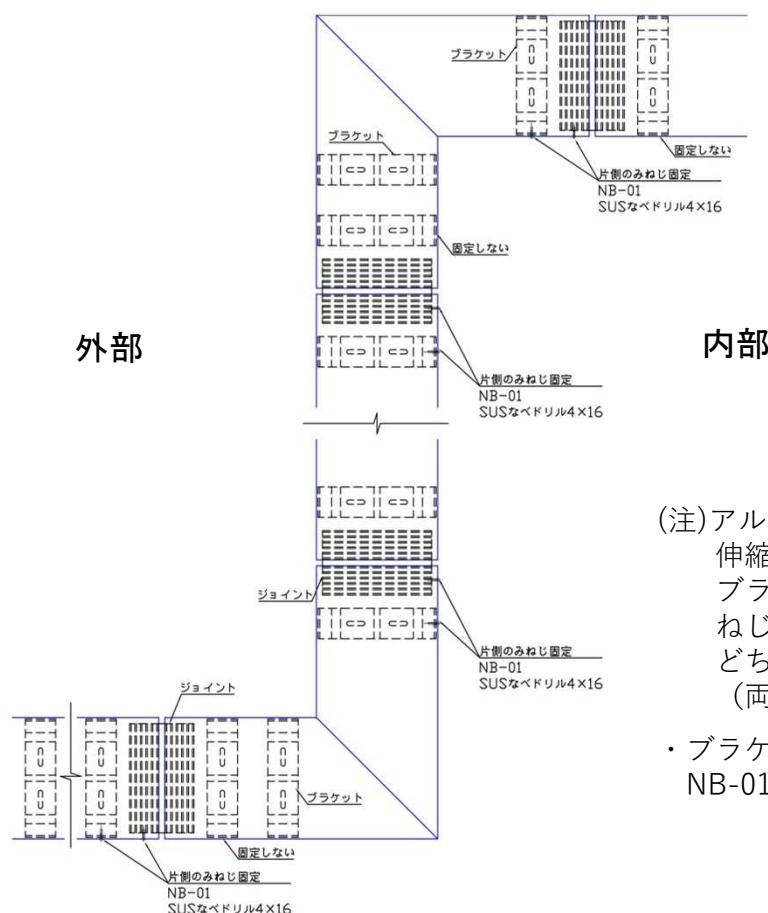 ブラケット
固定しない
片側のみねじ固定
NB-01
SUSなべドリル4×16
ブラケット
固定しない
片側のみねじ固定
NB-01
SUSなべドリル4×16
外部
内部
ジョイント
片側のみねじ固定
NB-01
SUSなべドリル4×16
ジョイント
ブラケット
固定しない
片側のみねじ固定
NB-01
SUSなべドリル4×16
(注)アル
伸縮
ブラ
ねじ
どち
（両
・ブラケ
NB-01